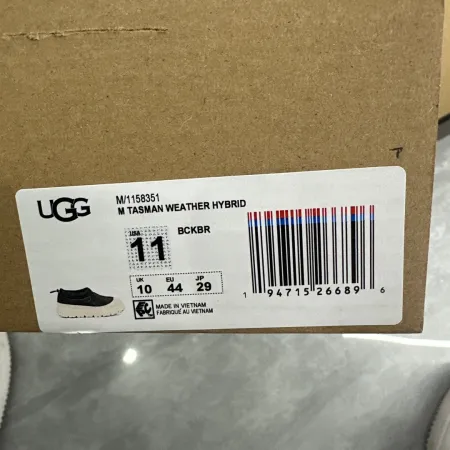 UGG
M/1158351
M TASMAN WEATHER HYBRID
USA
11
BCKBR
UK EU JP
10 44 29
MADE IN VIETNAM
FABRIQUÉ AU VIETNAM
1 94715 26689 6